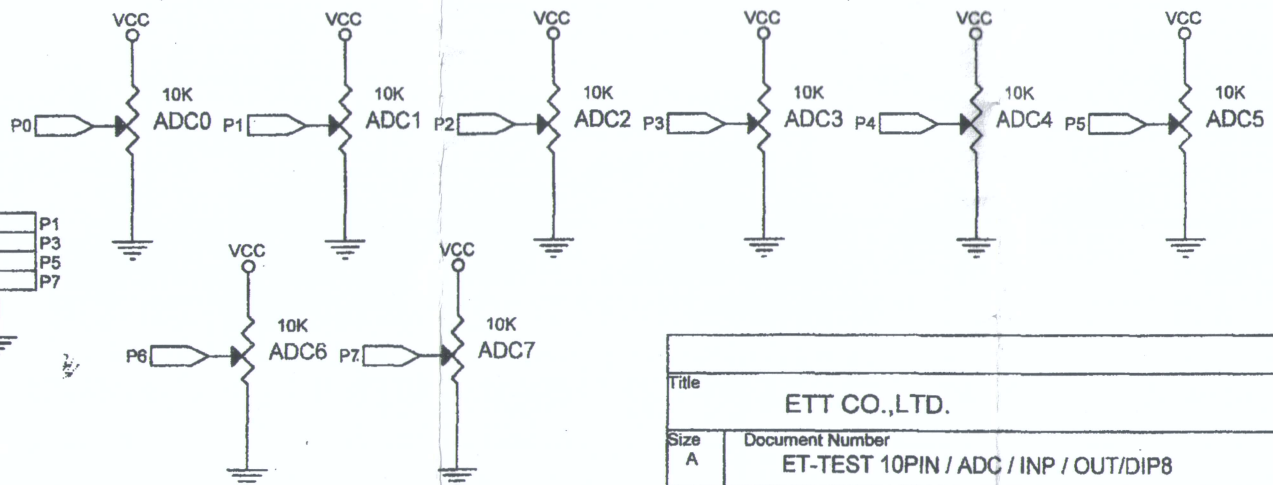 VCC VCC VCC VCC VCC VCC
10K 10K 10K 10K 10K 10K
P0 ADC0 P1 ADC1 P2 ADC2 P3 ADC3 P4 ADC4 P5 ADC5
P1
P3
P5
P7
VCC VCC
10K 10K
P6 ADC6 P7 ADC7
Title
ETT CO.,LTD.
Size Document Number
A ET-TEST 10PIN / ADC / INP / OUT/DIP8